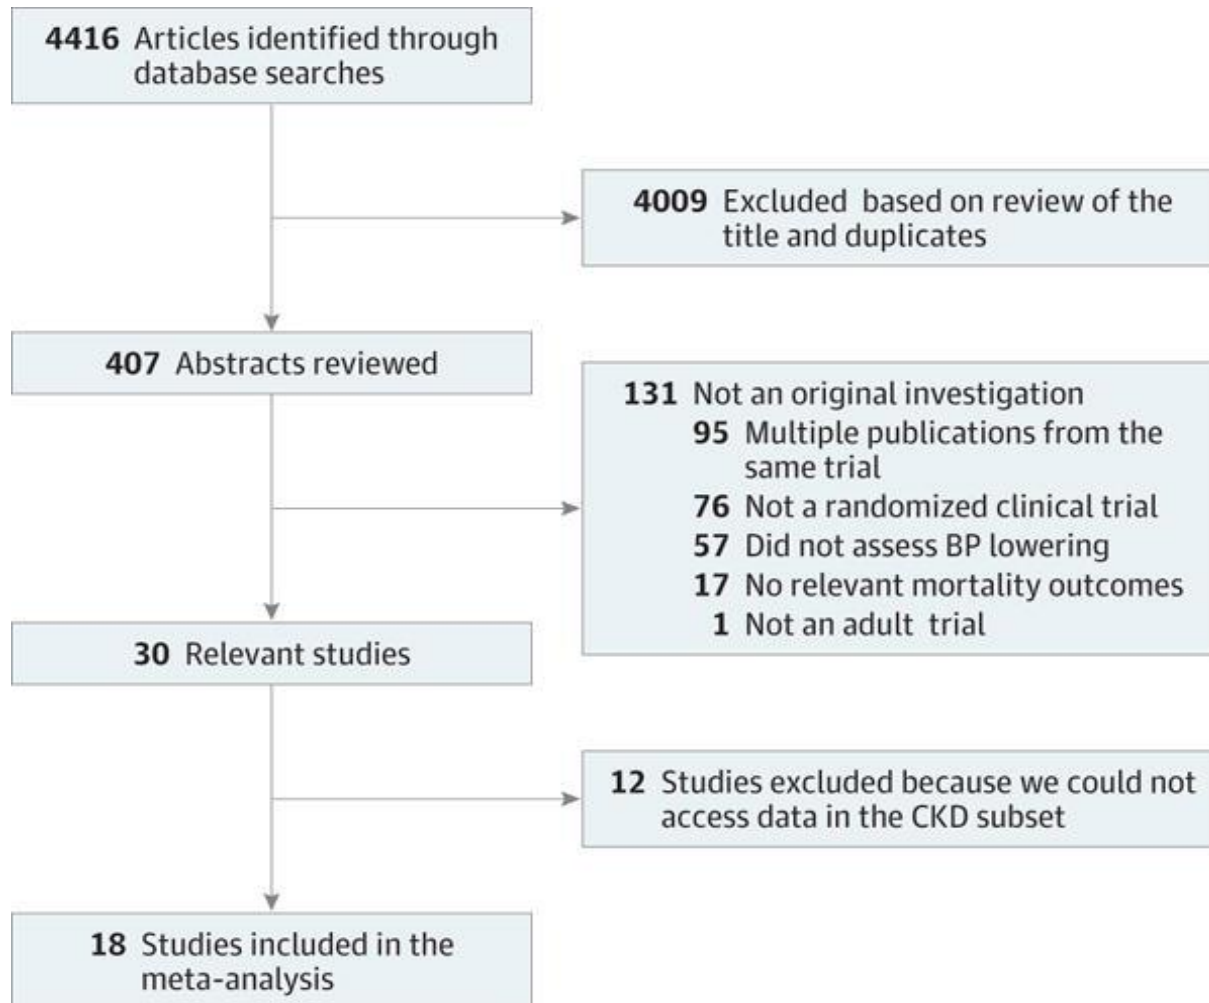 4416 Articles identified through
database searches
4009 Excluded based on review of the
title and duplicates
407 Abstracts reviewed
131 Not an original investigation
95 Multiple publications from the
same trial
76 Not a randomized clinical trial
57 Did not assess BP lowering
17 No relevant mortality outcomes
1 Not an adult trial
30 Relevant studies
12 Studies excluded because we could not
access data in the CKD subset
18 Studies included in the
meta-analysis